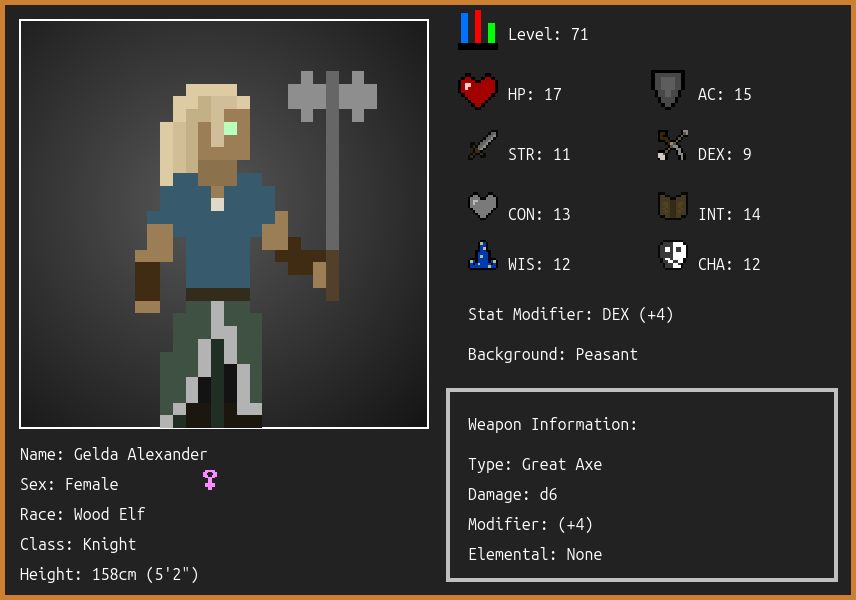 Level: 71
HP: 17
AC: 15
STR: 11
DEX: 9
CON: 13
INT: 14
WIS: 12
CHA: 12
Stat Modifier: DEX (+4)
Background: Peasant
Weapon Information:
Type: Great Axe
Damage: d6
Modifier: (+4)
Elemental: None
Name: Gelda Alexander
Sex: Female
Race: Wood Elf
Class: Knight
Height: 158cm (5'2")